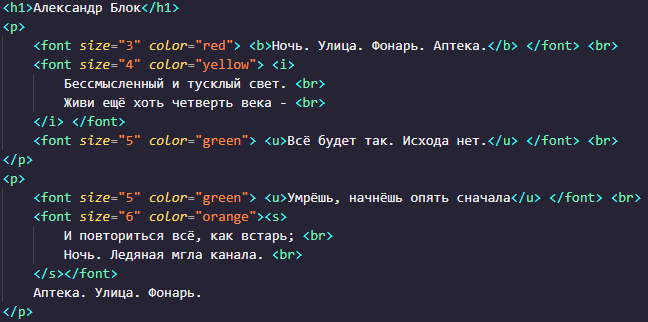 <h1>Александр Блок</h1>
<p>
<font size="3" color="red"> <b>Ночь. Улица. Фонарь. Аптека.</b> </font> <br>
<font size="4" color="yellow"> <i>
Бессмысленный и тусклый свет. <br>
Живи ещё хоть четверть века - <br>
</i> </font>
<font size="5" color="green"> <u>Всё будет так. Исхода нет.</u> </font> <br>
</p>
<p>
<font size="5" color="green"> <u>Умрёшь, начнёшь опять сначала</u> </font> <br>
<font size="6" color="orange"><s>
И повториться всё, как встарь; <br>
Ночь. Ледяная мгла канала. <br>
</s></font>
Аптека. Улица. Фонарь.
</p>